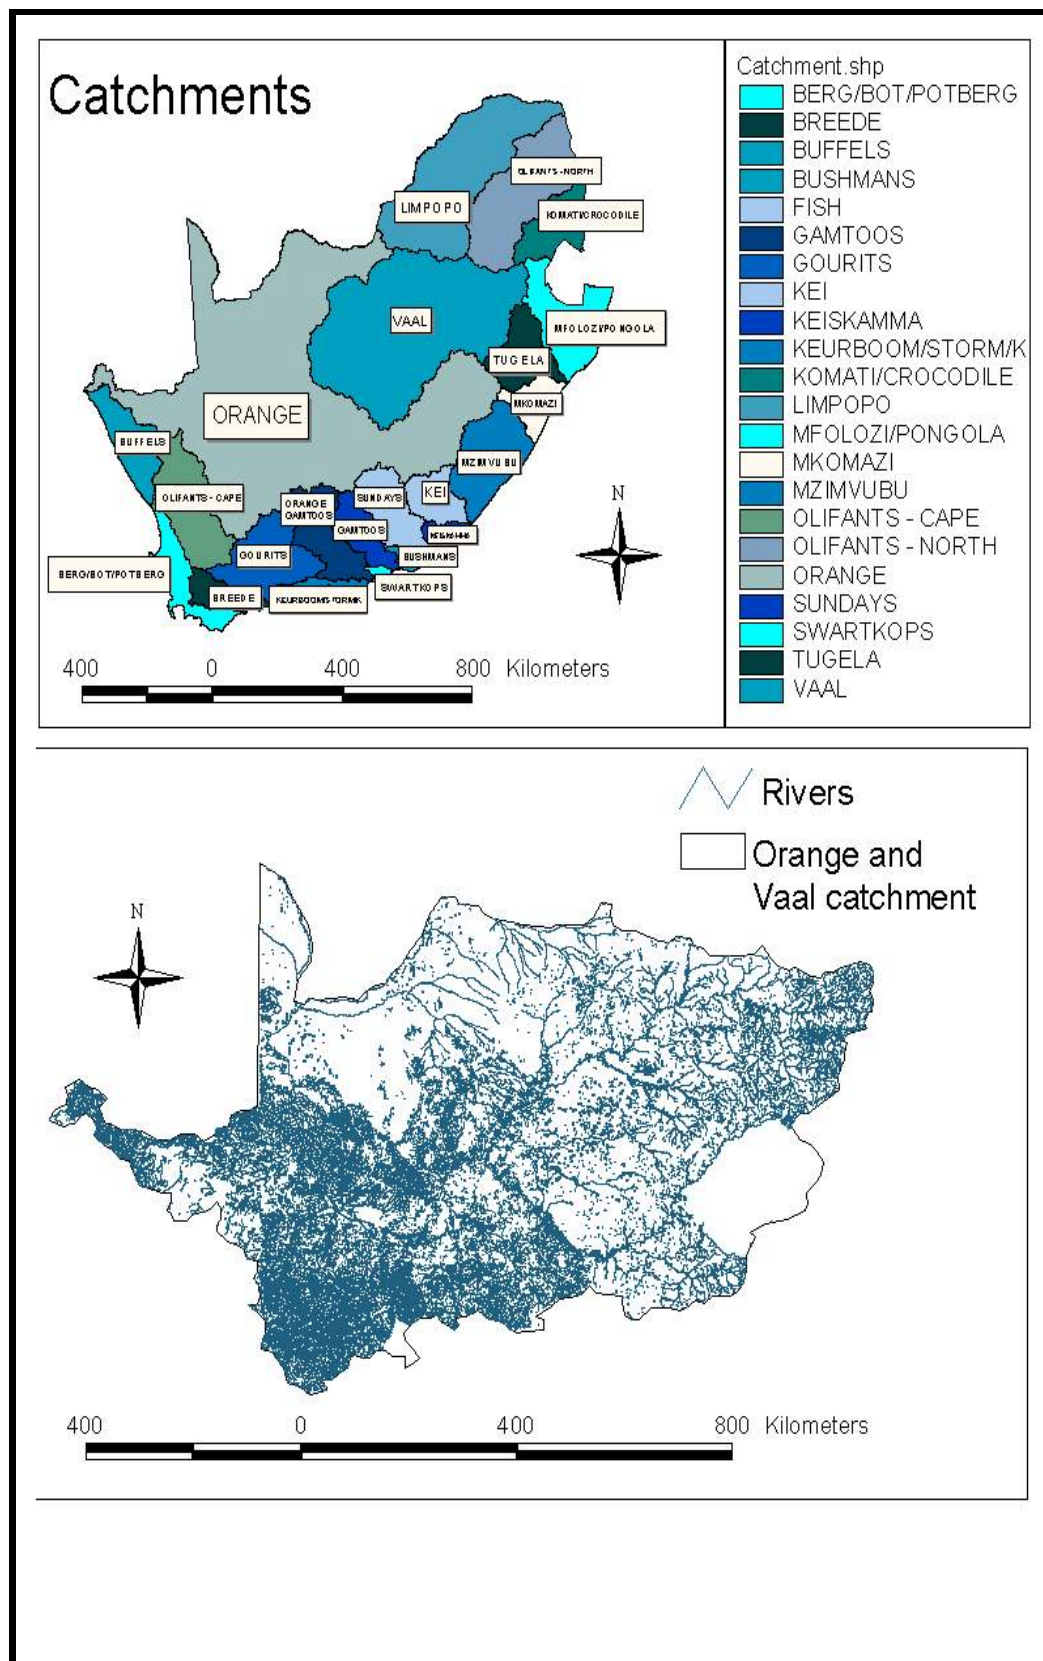 Catchments
OLIFANTS - NORTH
LIMPOPO
KOMATI/CROCODILE
VAAL
MFOLOZI/PONGOLA
TUGELA
MKOMAZI
ORANGE
BUFFELS
MZIMVUBU
OLIFANTS - CAPE
SUNDAYS
KEI
ORANGE
GAMTOOS
GAMTOOS
GOURITS
BUSHMANS
BERG/BOT/POTBERG
SWARTKOPS
BREEDE
N
400 0 400 800 Kilometers
Catchment.shp
BERG/BOT/POTBERG
BREEDE
BUFFELS
BUSHMANS
FISH
GAMTOOS
GOURITS
KEI
KEISKAMMA
KEURBOOM/STORM/K
KOMATI/CROCODILE
LIMPOPO
MFOLOZI/PONGOLA
MKOMAZI
MZIMVUBU
OLIFANTS - CAPE
OLIFANTS - NORTH
ORANGE
SUNDAYS
SWARTKOPS
TUGELA
VAAL
Rivers
Orange and
Vaal catchment
N
400 0 400 800 Kilometers